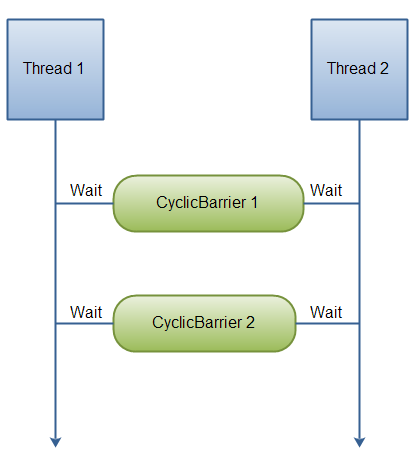 Thread 1
Thread 2
Wait
CyclicBarrier 1
Wait
Wait
CyclicBarrier 2
Wait